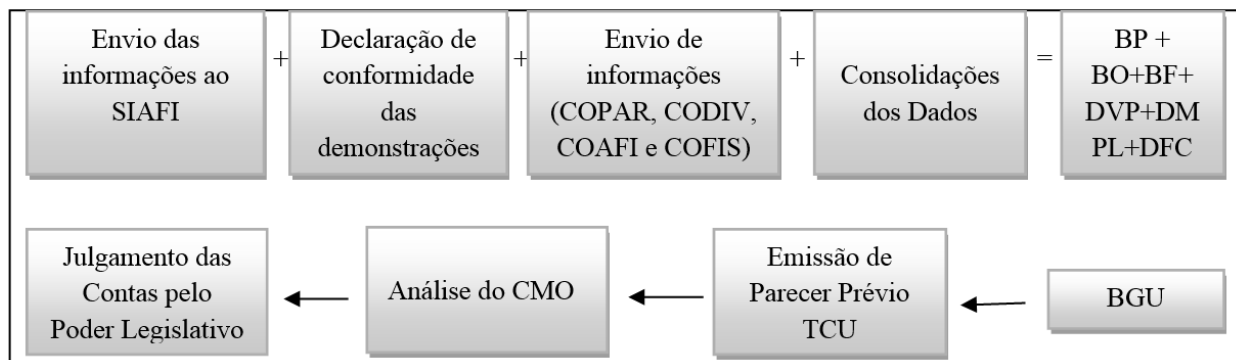 Envio das
informações ao
SIAFI
+
Declaração de
conformidade
das
demonstrações
+
Envio de
informações
(COPAR, CODIV,
COAFI e COFIS)
+
Consolidações
dos Dados
=
BP +
BO+BF+
DVP+DM
PL+DFC
Julgamento das
Contas pelo
Poder Legislativo
Análise do CMO
Emissão de
Parecer Prévio
TCU
BGU